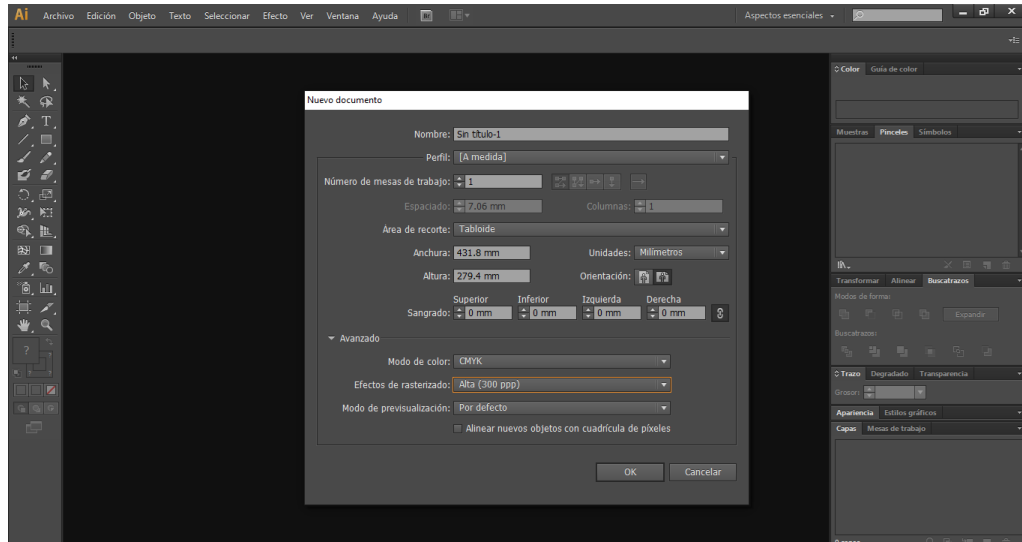 Ai Archivo Edición Objeto Texto Seleccionar Efecto Ver Ventana Ayuda Br Aspectos esenciales
Nuevo documento
Nombre: Sin título-1
Perfil: [A medida]
Número de mesas de trabajo: 1
Espaciado: 7.06 mm Columnas: 1
Área de recorte: Tabloide
Anchura: 431.8 mm Unidades: Milímetros
Altura: 279.4 mm Orientación:
Superior Inferior Izquierda Derecha
Sangrado: 0 mm 0 mm 0 mm 0 mm
Avanzado
Modo de color: CMYK
Efectos de rasterizado: Alta (300 ppp)
Modo de previsualización: Por defecto
Alinear nuevos objetos con cuadrícula de píxeles
OK Cancelar
Color Guía de color
Muestras Pinceles Símbolos
Transformar Alinear Buscatrazos
Modos de forma:
Expandir
Buscatrazos:
Trazo Degradado Transparencia
Grosor:
Apariencia Estilos gráficos
Capas Mesas de trabajo